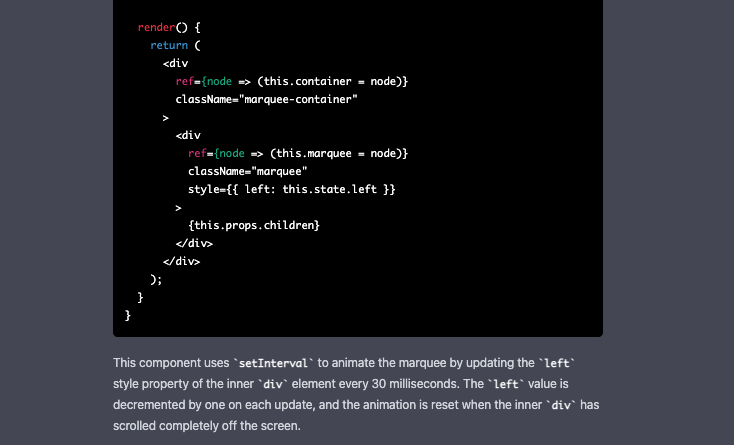 render() {
return (
<div
ref={node => (this.container = node)}
className="marquee-container"
>
<div
ref={node => (this.marquee = node)}
className="marquee"
style={{ left: this.state.left }}
>
{this.props.children}
</div>
</div>
);
}
}
This component uses `setInterval` to animate the marquee by updating the `left`
style property of the inner `div` element every 30 milliseconds. The `left` value is
decremented by one on each update, and the animation is reset when the inner `div` has
scrolled completely off the screen.